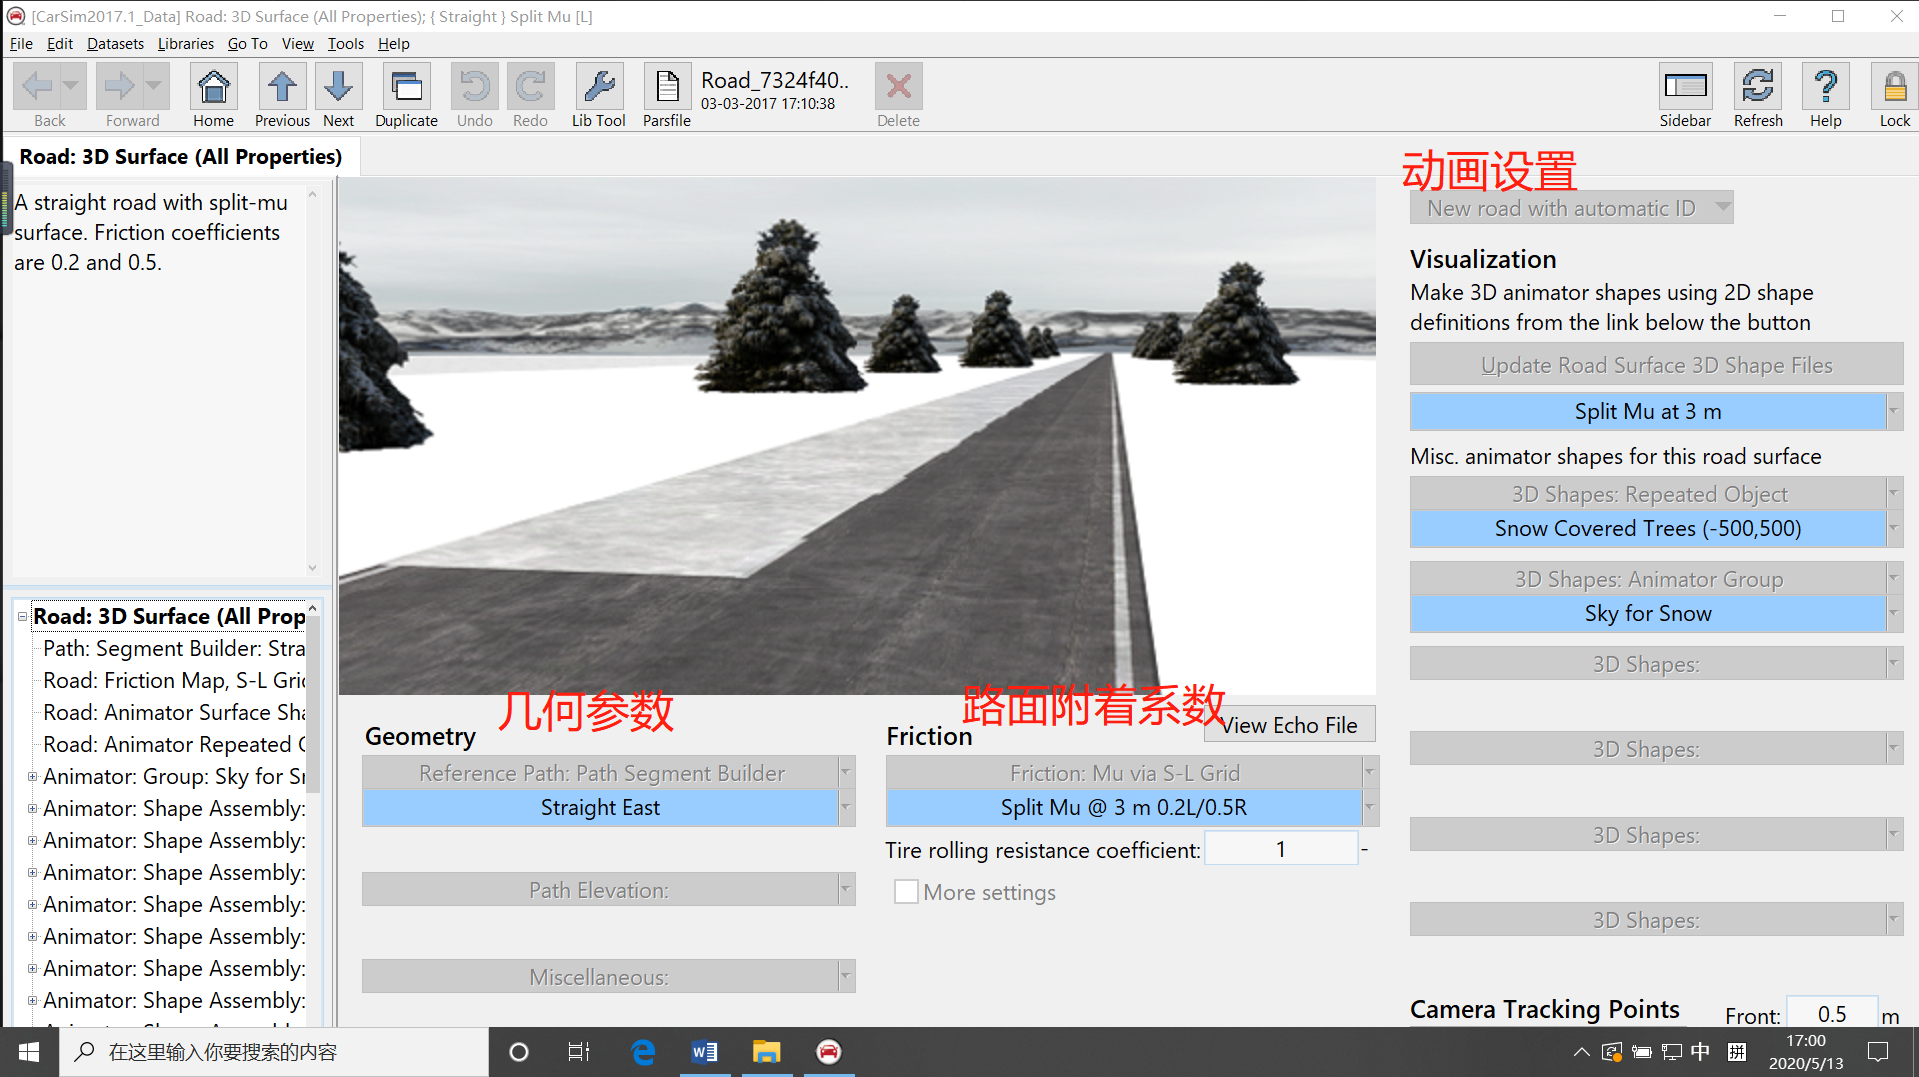 [CarSim2017.1_Data] Road: 3D Surface (All Properties); { Straight } Split Mu [L]
File Edit Datasets Libraries Go To View Tools Help
Back Forward Home Previous Next Duplicate Undo Redo Lib Tool Parsfile
Road_7324f40..
03-03-2017 17:10:38
Delete Sidebar Refresh Help Lock
Road: 3D Surface (All Properties)
A straight road with split-mu
surface. Friction coefficients
are 0.2 and 0.5.
Road: 3D Surface (All Prop
Path: Segment Builder: Stra
Road: Friction Map, S-L Gri
Road: Animator Surface Sha
Road: Animator Repeated
Animator: Group: Sky for Sn
Animator: Shape Assembly:
Animator: Shape Assembly:
Animator: Shape Assembly:
Animator: Shape Assembly:
Animator: Shape Assembly:
Animator: Shape Assembly:
Animator: Shape Assembly:
几何参数
Geometry
Reference Path: Path Segment Builder
Straight East
Path Elevation:
Miscellaneous:
路面附着系数
Friction
View Echo File
Friction: Mu via S-L Grid
Split Mu @ 3 m 0.2L/0.5R
Tire rolling resistance coefficient: 1 -
More settings
动画设置
New road with automatic ID
Visualization
Make 3D animator shapes using 2D shape
definitions from the link below the button
Update Road Surface 3D Shape Files
Split Mu at 3 m
Misc. animator shapes for this road surface
3D Shapes: Repeated Object
Snow Covered Trees (-500,500)
3D Shapes: Animator Group
Sky for Snow
3D Shapes:
3D Shapes:
3D Shapes:
3D Shapes:
Camera Tracking Points Front: 0.5 m
在这里输入你要搜索的内容
中 拼
17:00
2020/5/13